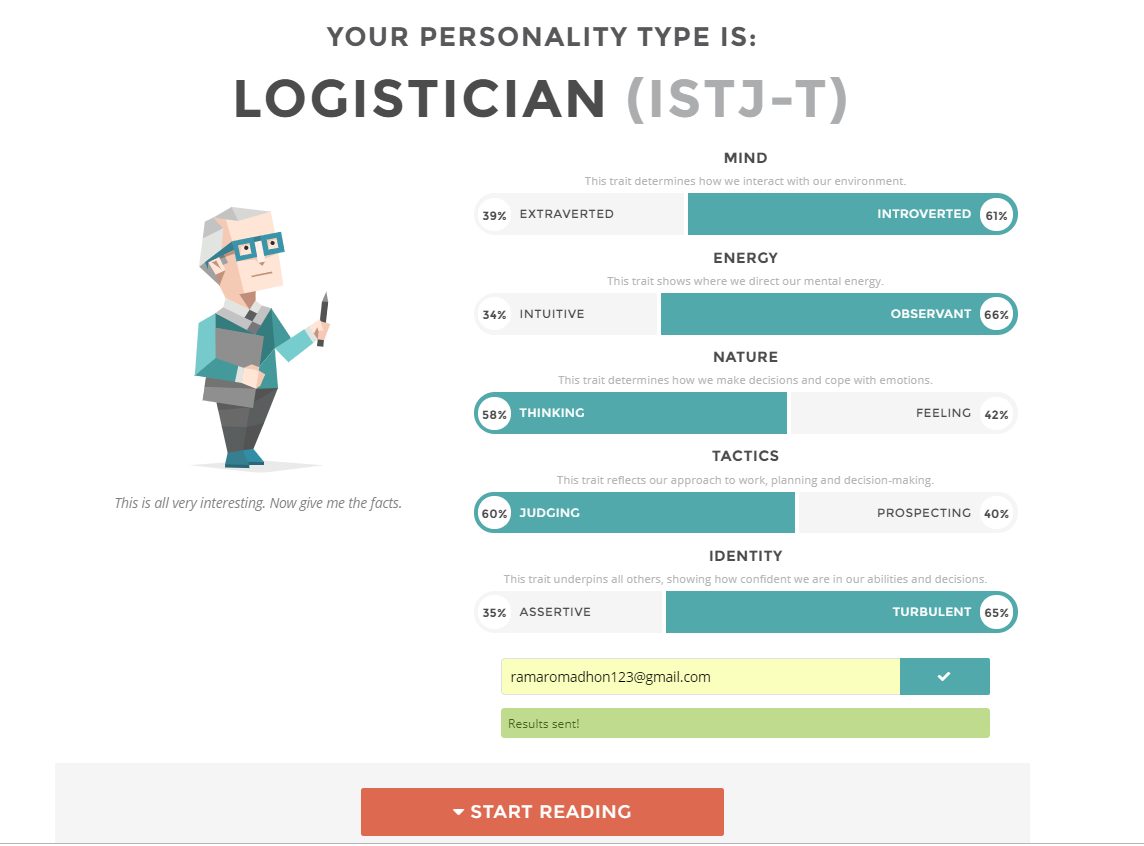 YOUR PERSONALITY TYPE IS:
LOGISTICIAN (ISTJ-T)
This is all very interesting. Now give me the facts.
MIND
This trait determines how we interact with our environment.
39% EXTRAVERTED INTROVERTED 61%
ENERGY
This trait shows where we direct our mental energy.
34% INTUITIVE OBSERVANT 66%
NATURE
This trait determines how we make decisions and cope with emotions.
58% THINKING FEELING 42%
TACTICS
This trait reflects our approach to work, planning and decision-making.
60% JUDGING PROSPECTING 40%
IDENTITY
This trait underpins all others, showing how confident we are in our abilities and decisions.
35% ASSERTIVE TURBULENT 65%
ramaromadhon123@gmail.com
Results sent!
START READING